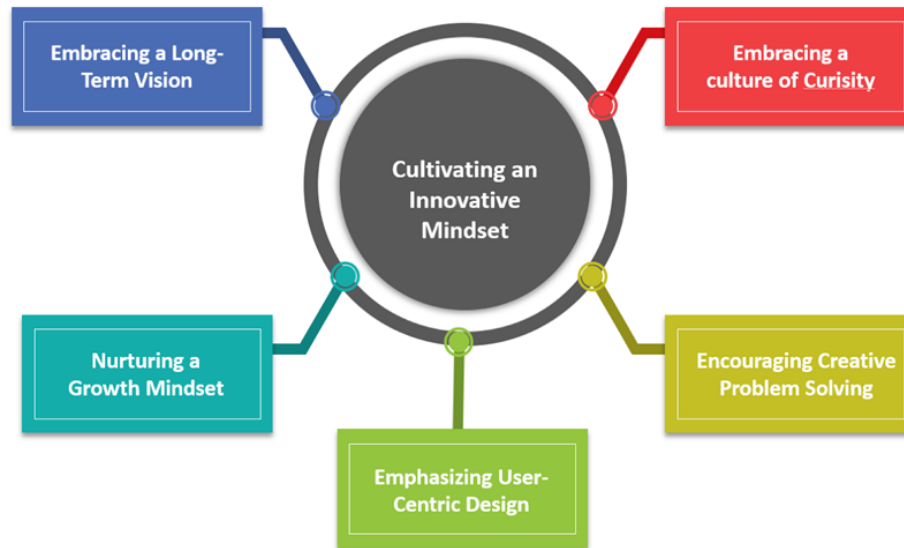 Embracing a Long-
Term Vision
Embracing a
culture of Curisity
Cultivating an
Innovative
Mindset
Nurturing a
Growth Mindset
Encouraging Creative
Problem Solving
Emphasizing User-
Centric Design